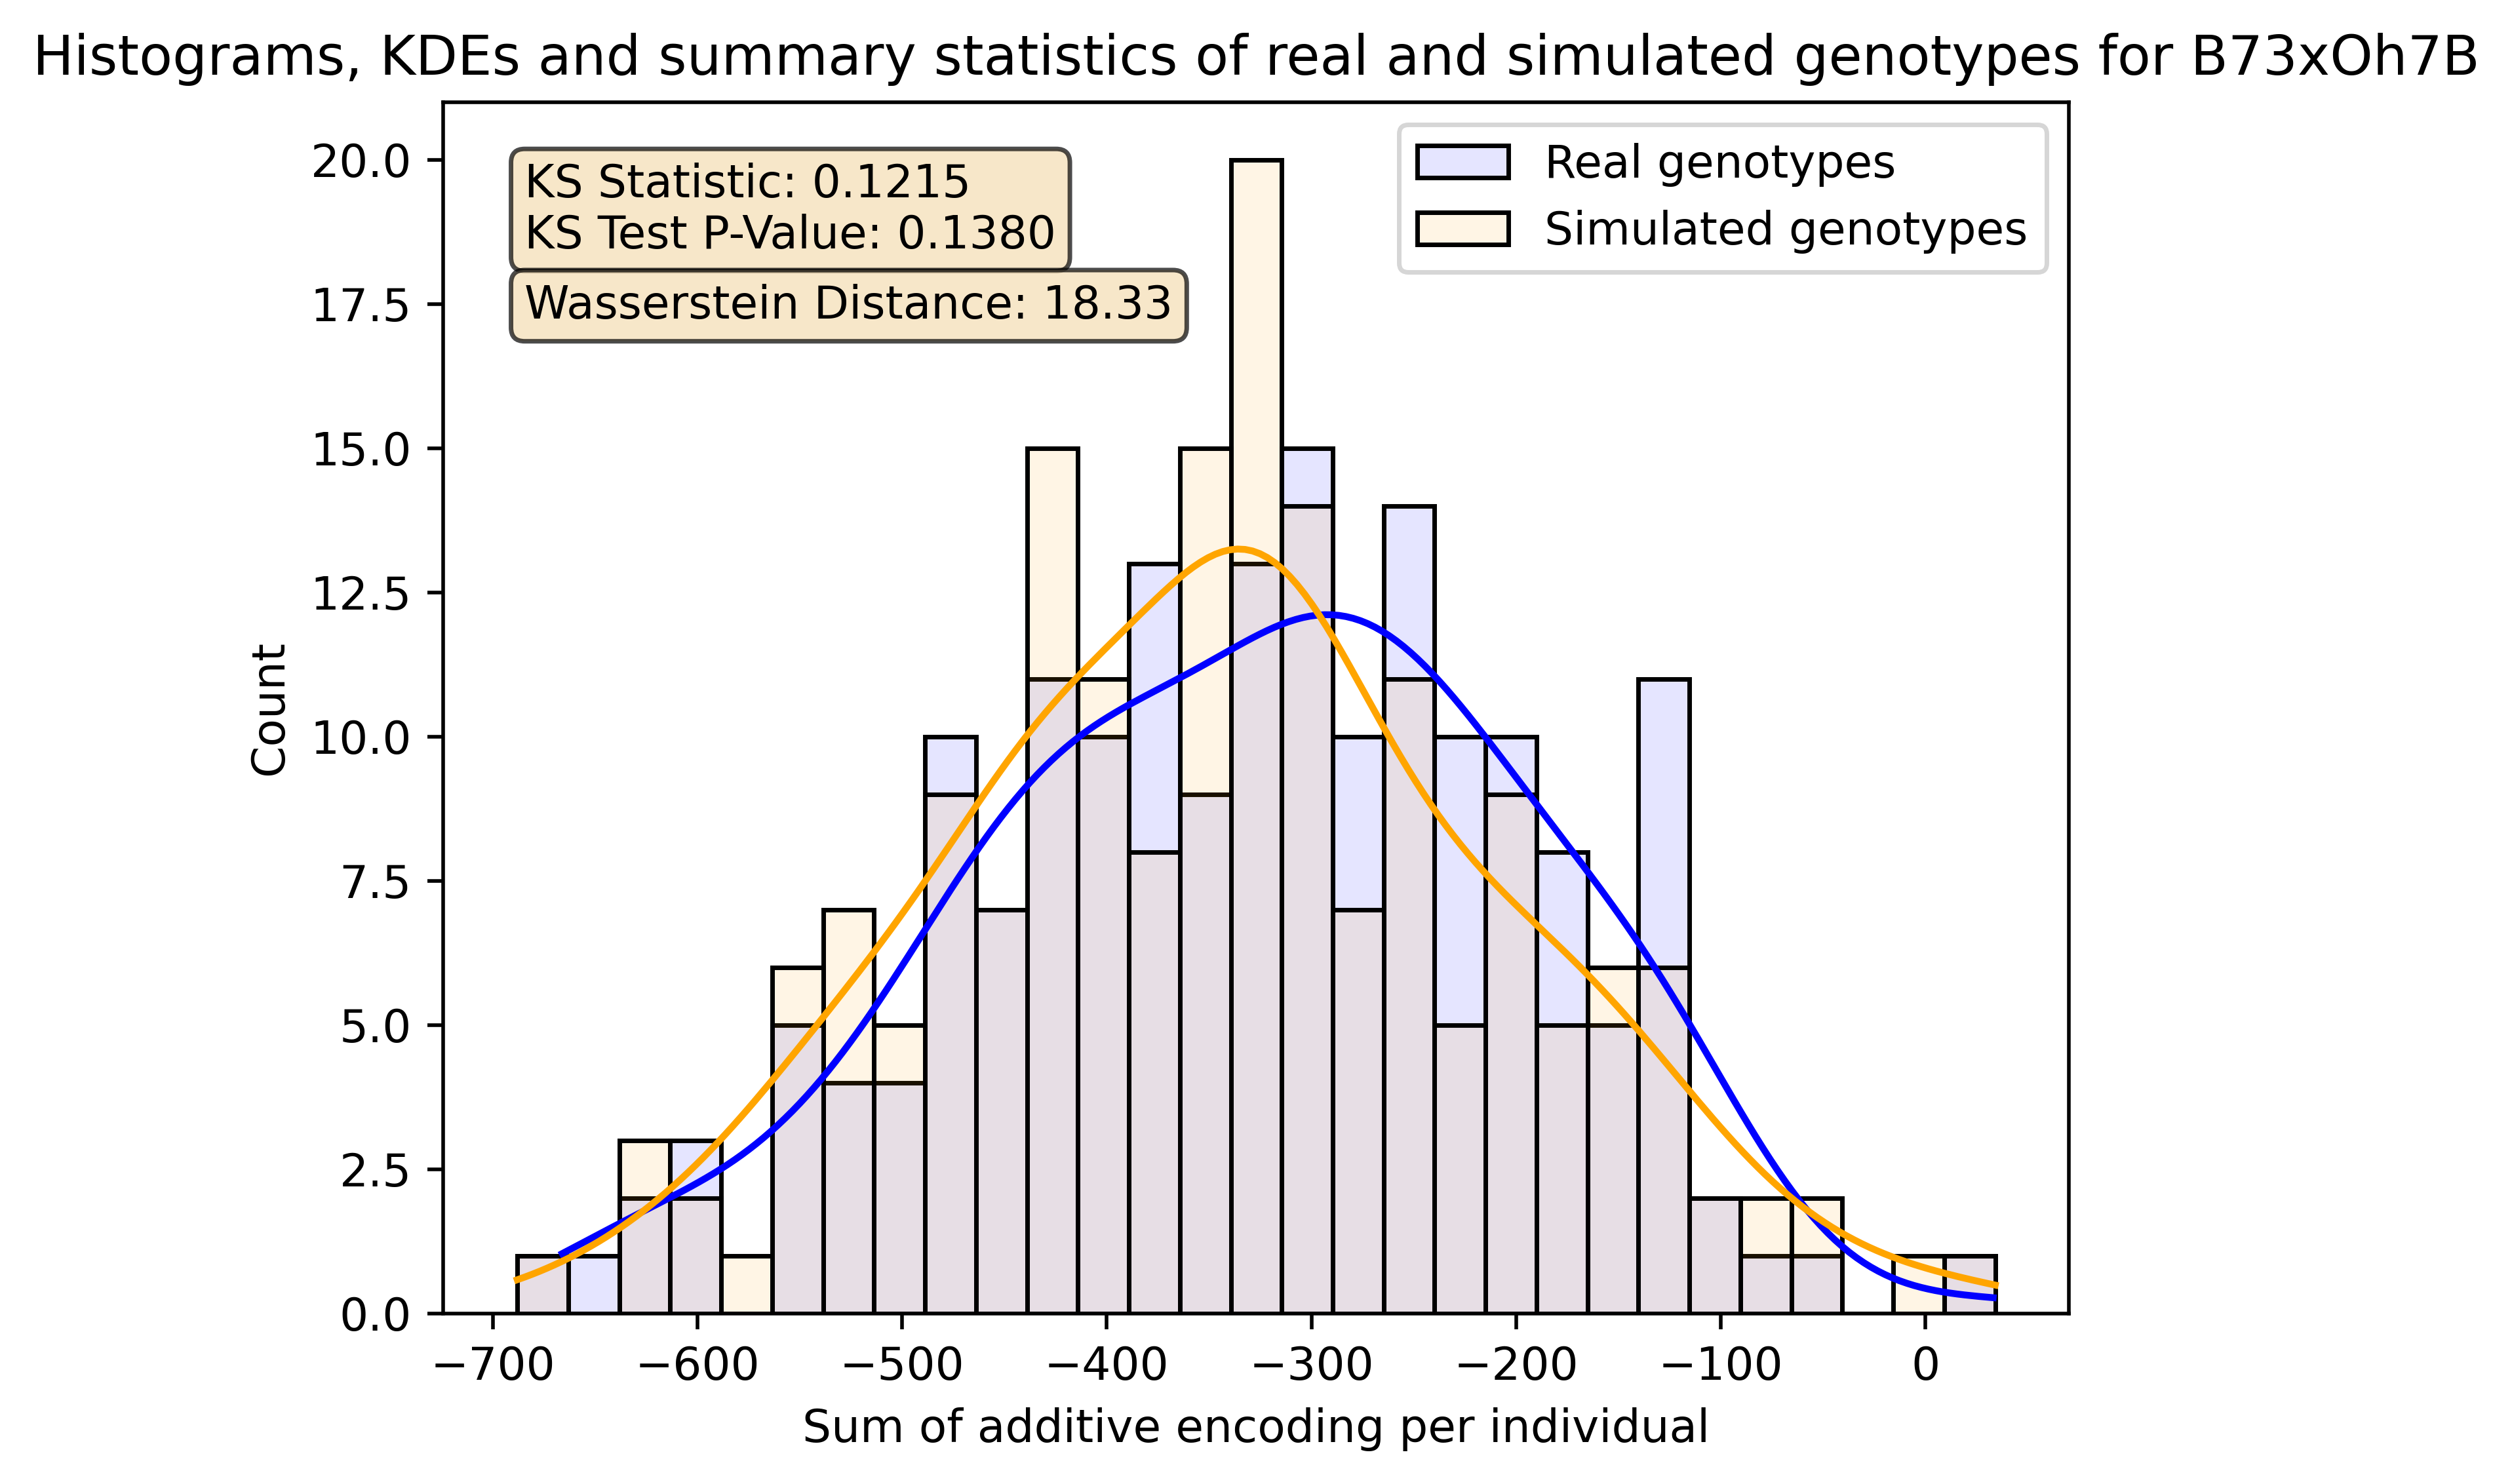 Histograms, KDEs and summary statistics of real and simulated genotypes for B73xOh7B
KS Statistic: 0.1215
KS Test P-Value: 0.1380
Wasserstein Distance: 18.33
Real genotypes
Simulated genotypes
20.0
17.5
15.0
12.5
10.0
7.5
5.0
2.5
0.0
Count
−700 −600 −500 −400 −300 −200 −100 0
Sum of additive encoding per individual